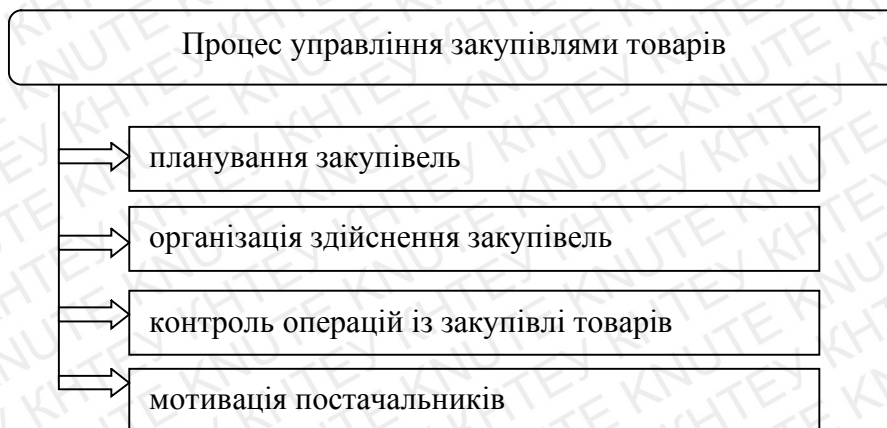 Процес управління закупівлями товарів
планування закупівель
організація здійснення закупівель
контроль операцій із закупівлі товарів
мотивація постачальників